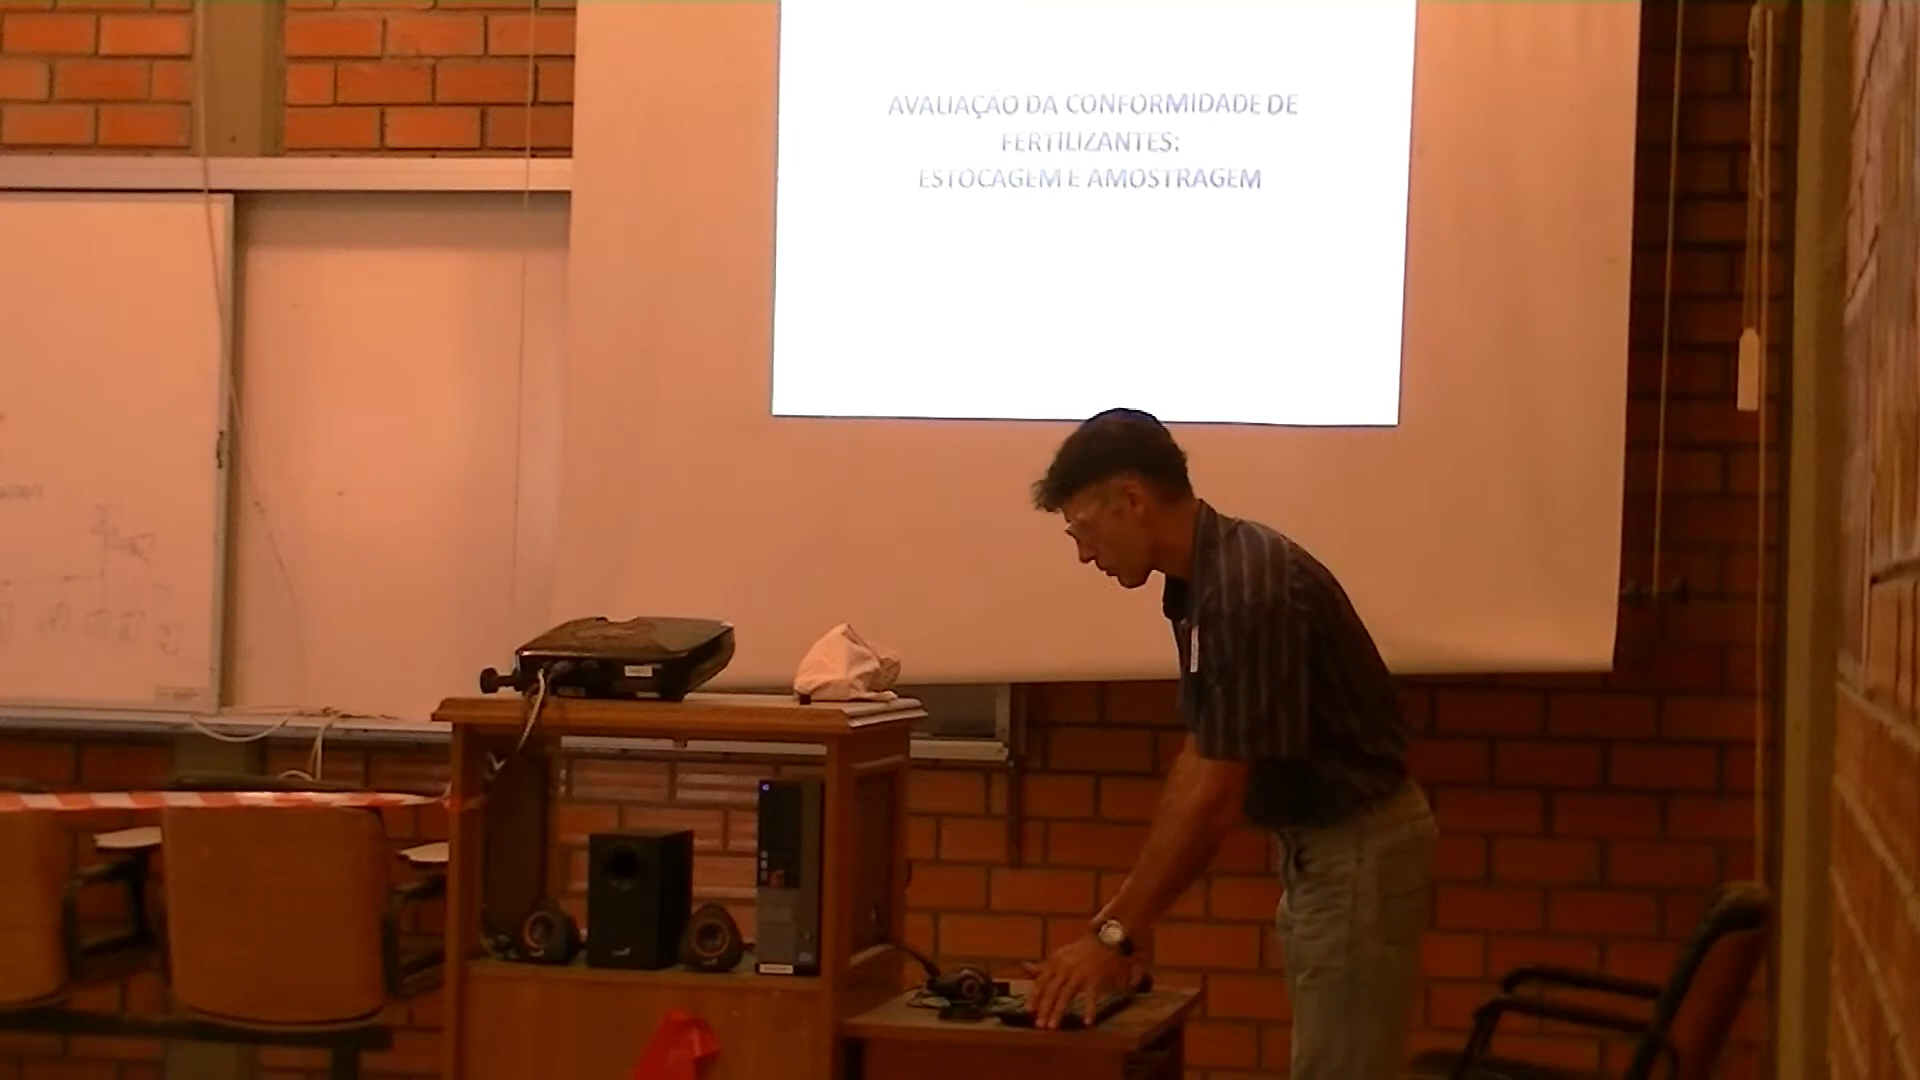 AVALIAÇÃO DA CONFORMIDADE DE
FERTILIZANTES:
ESTOCAGEM E AMOSTRAGEM